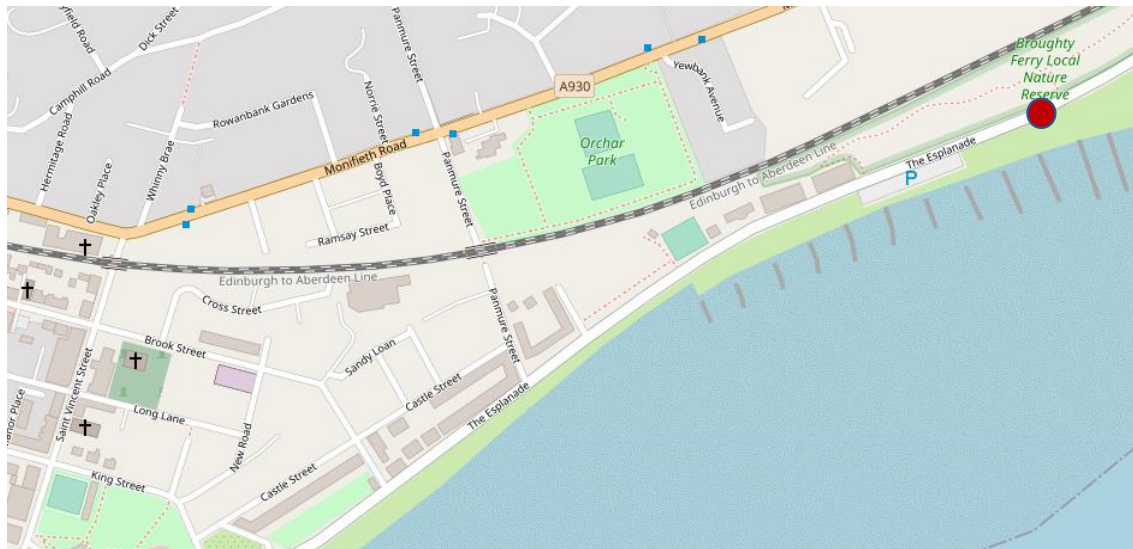 Dick Street
Camphill Road
Panmure Street
Norrie Street
Rowanbank Gardens
Hermitage Road
Oakley Place
Whinny Brae
Monifieth Road
A930
Yewbank Avenue
Orchar
Park
Broughty
Ferry Local
Nature
Reserve
The Esplanade
P
Edinburgh to Aberdeen Line
Boyd Place
Panmure Street
Ramsay Street
Edinburgh to Aberdeen Line
Cross Street
Brook Street
Sandy Loan
Panmure Street
Castle Street
The Esplanade
Saint Vincent Street
Long Lane
New Road
King Street
Castle Street